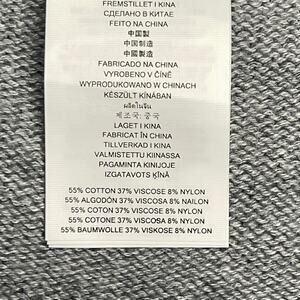 FREMSTILLET I KINA
СДЕЛАНО В КИТАЕ
FEITO NA CHINA
中国製
中国制造
中國製造
FABRICADO NA CHINA
VYROBENO V ČÍNĚ
WYPRODUKOWANO W CHINACH
KÉSZÜLT KÍNÁBAN
ผลิตในจีน
제조국: 중국
LAGET I KINA
FABRICAT ÎN CHINA
TILLVERKAD I KINA
VALMISTETTU KIINASSA
PAGAMINTA KINIJOJE
IZGATAVOTS ĶĪNĀ
55% COTTON 37% VISCOSE 8% NYLON
55% ALGODÓN 37% VISCOSA 8% NAILON
55% COTON 37% VISCOSE 8% NYLON
55% COTONE 37% VISCOSA 8% NYLON
55% BAUMWOLLE 37% VISKOSE 8% NYLON